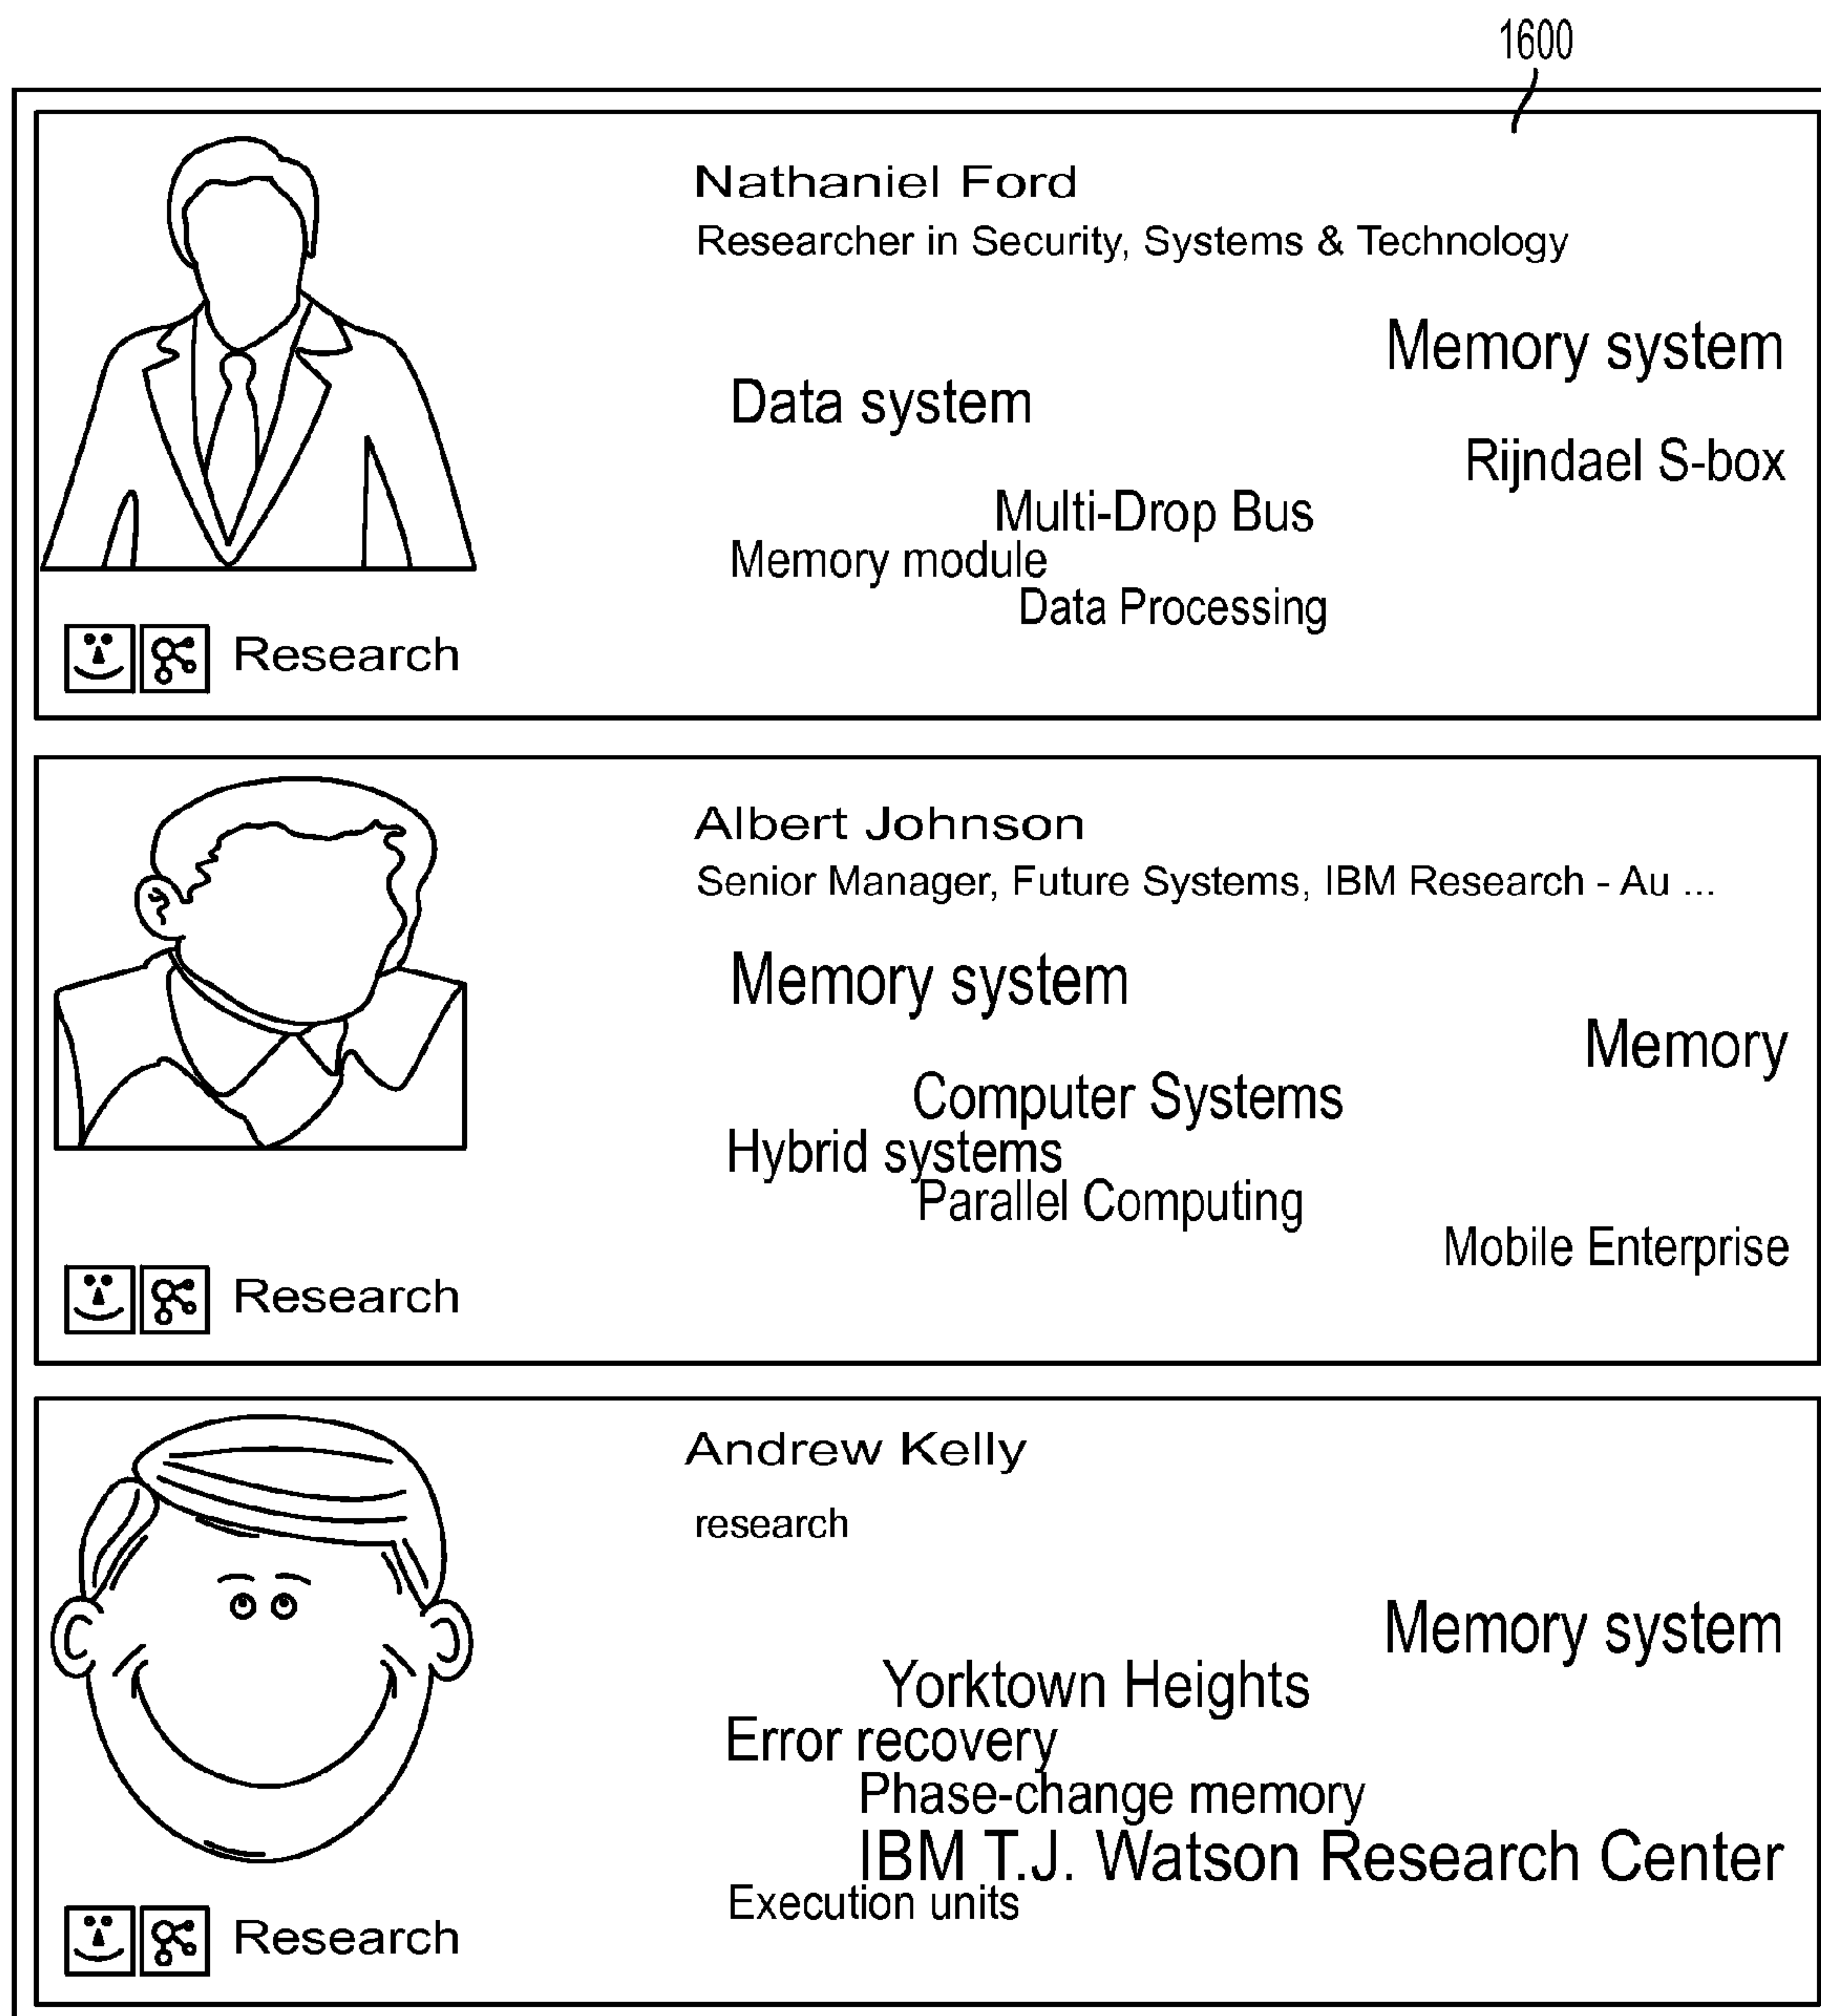 1600
Nathaniel Ford
Researcher in Security, Systems & Technology
Memory system
Data system
Rijndael S-box
Multi-Drop Bus
Memory module
Data Processing
Research
Albert Johnson
Senior Manager, Future Systems, IBM Research - Au ...
Memory system
Memory
Computer Systems
Hybrid systems
Parallel Computing
Mobile Enterprise
Research
Andrew Kelly
research
Memory system
Yorktown Heights
Error recovery
Phase-change memory
IBM T.J. Watson Research Center
Execution units
Research